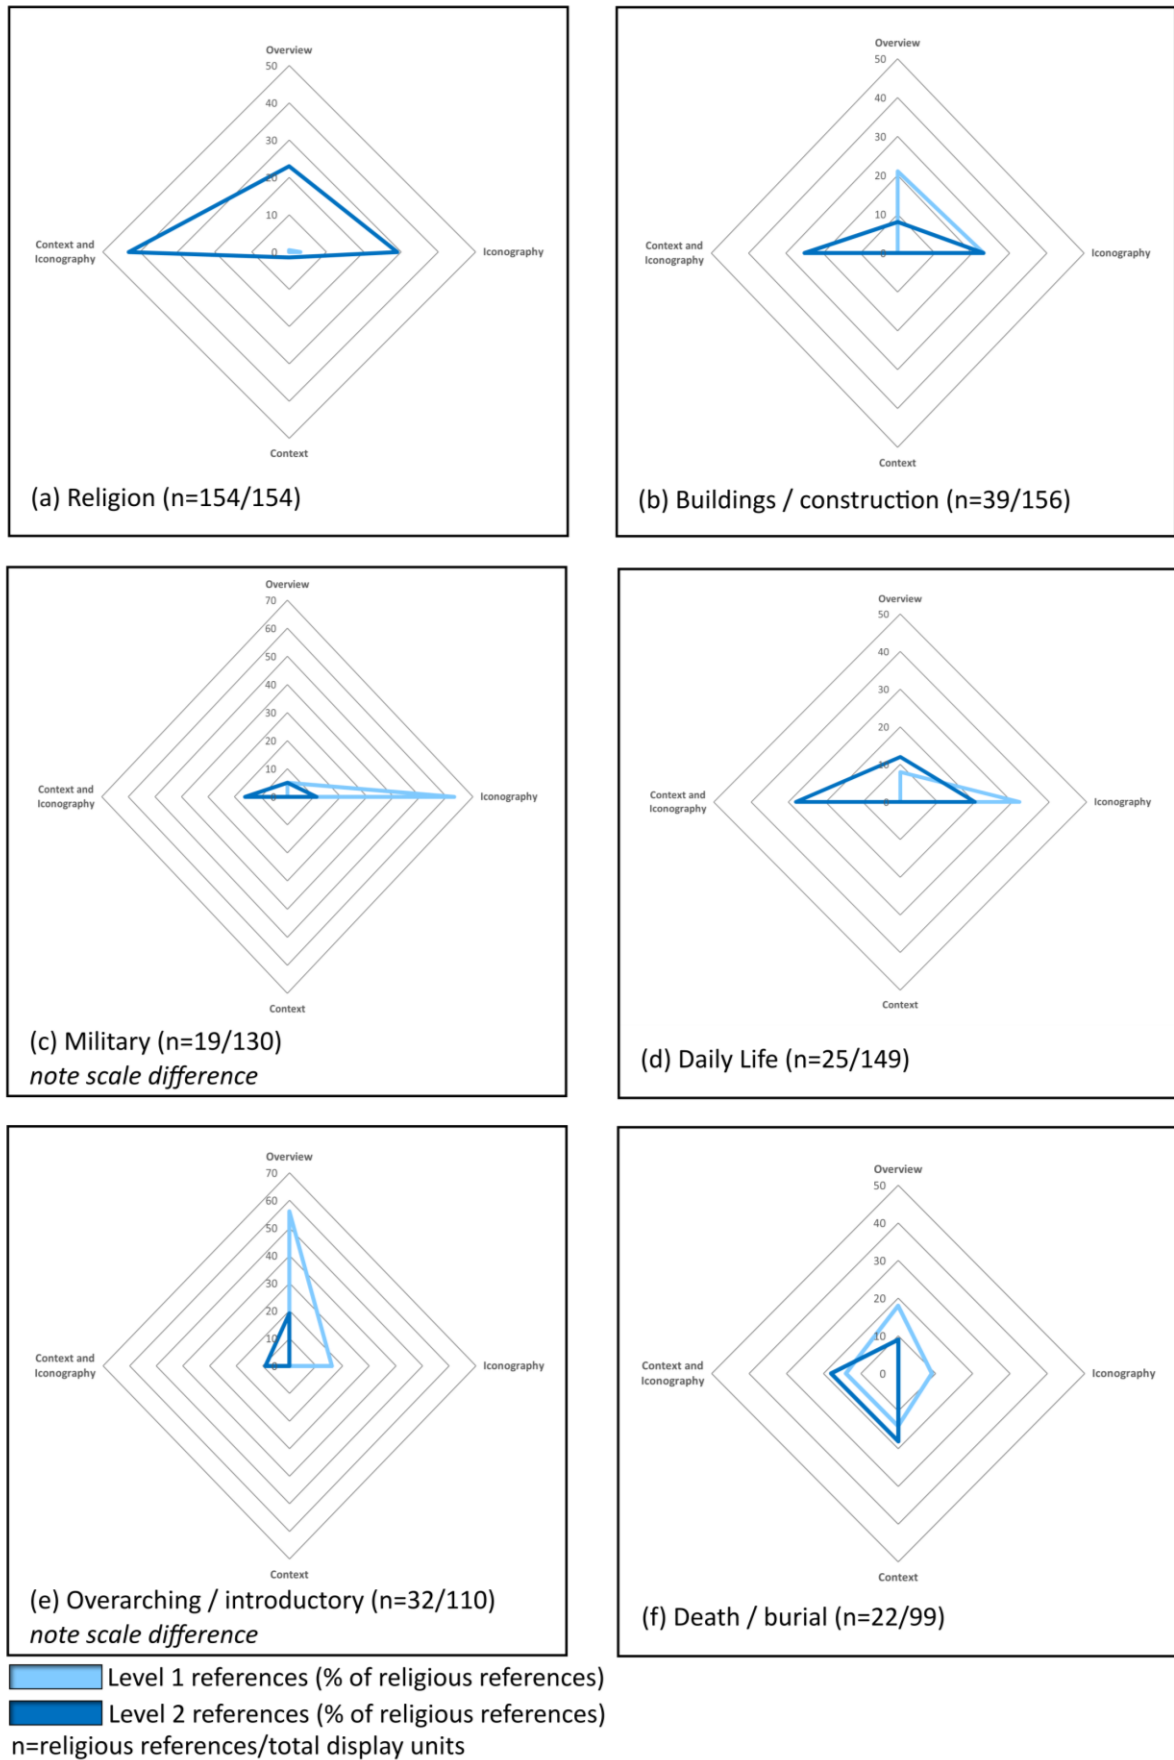 Overview
50
40
30
20
10
0
Context and
Iconography
Iconography
Context
(a) Religion (n=154/154)
Overview
50
40
30
20
10
0
Context and
Iconography
Iconography
Context
(b) Buildings / construction (n=39/156)
Overview
70
60
50
40
30
20
10
0
Context and
Iconography
Iconography
Context
(c) Military (n=19/130)
note scale difference
Overview
50
40
30
20
10
0
Context and
Iconography
Iconography
Context
(d) Daily Life (n=25/149)
Overview
70
60
50
40
30
20
10
0
Context and
Iconography
Iconography
Context
(e) Overarching / introductory (n=32/110)
note scale difference
Overview
50
40
30
20
10
0
Context and
Iconography
Iconography
Context
(f) Death / burial (n=22/99)
Level 1 references (% of religious references)
Level 2 references (% of religious references)
n=religious references/total display units